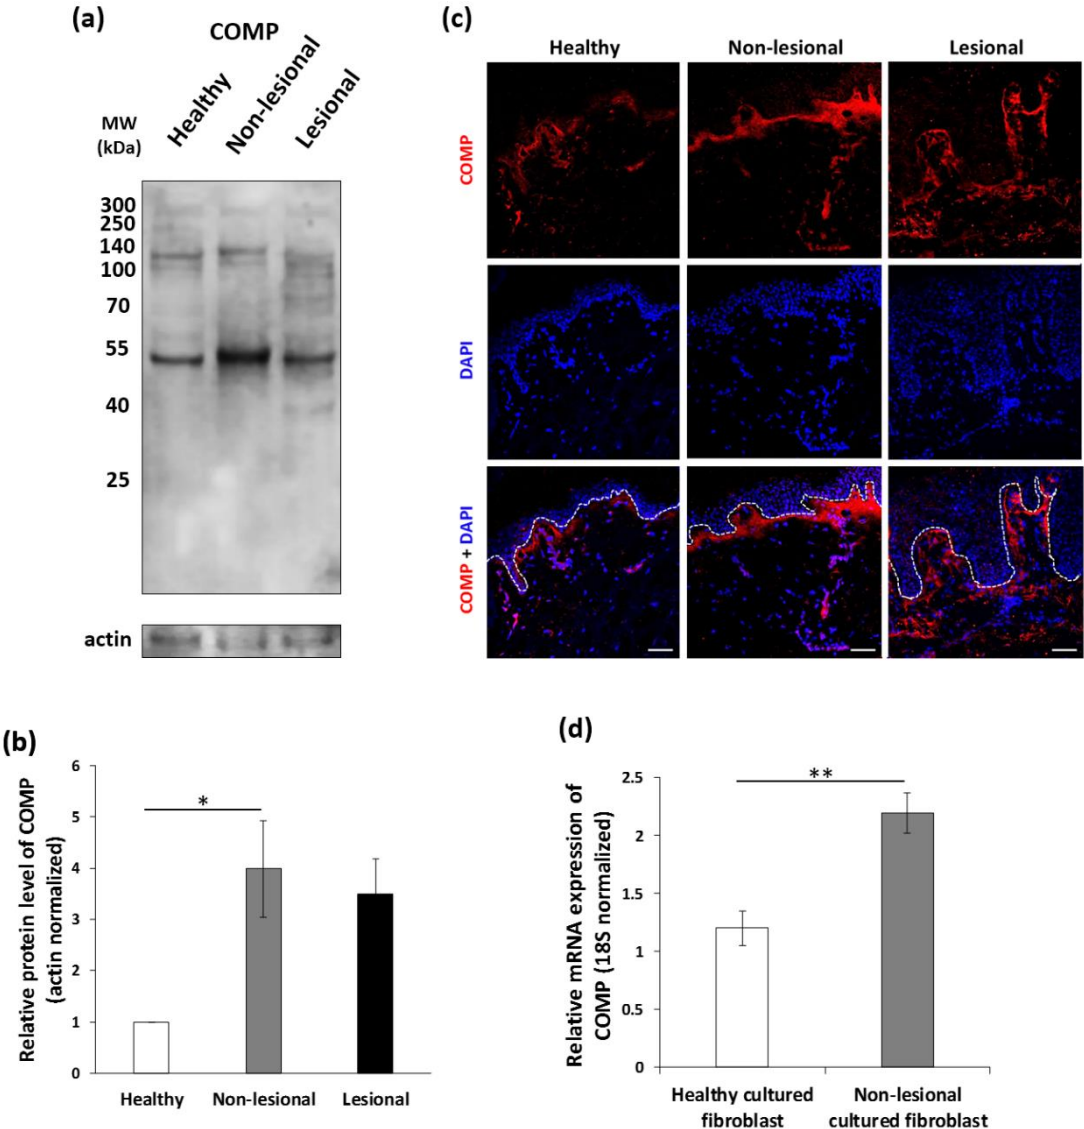 (a)
COMP
Healthy
Non-lesional
Lesional
MW
(kDa)
300
250
140
100
70
55
40
25
actin
(c)
Healthy
Non-lesional
Lesional
COMP
DAPI
COMP + DAPI
(b)
Relative protein level of COMP
(actin normalized)
6
5
4
3
2
1
0
*
Healthy
Non-lesional
Lesional
(d)
Relative mRNA expression of
COMP (18S normalized)
2.5
2
1.5
1
0.5
0
**
Healthy cultured
fibroblast
Non-lesional
cultured fibroblast